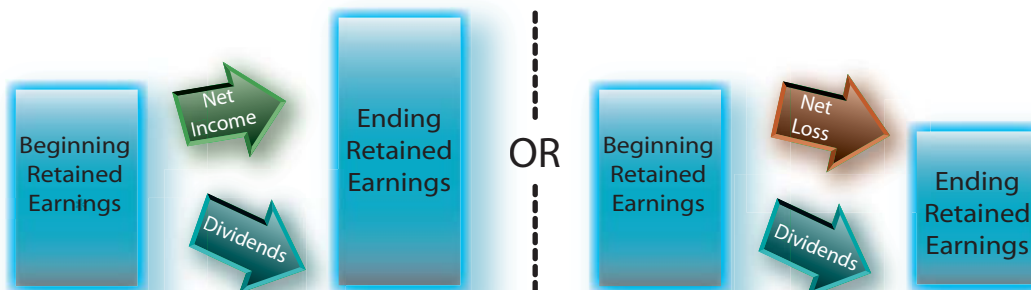 Beginning
Retained
Earnings
Net
Income
Dividends
Ending
Retained
Earnings
OR
Beginning
Retained
Earnings
Net
Loss
Dividends
Ending
Retained
Earnings